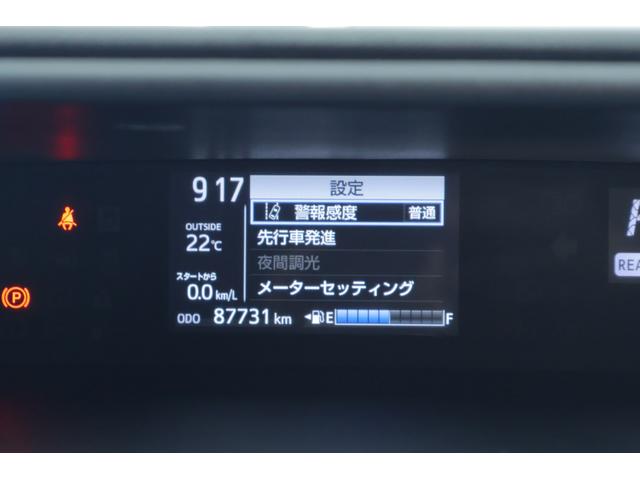 9 17
設定
警報感度 普通
OUTSIDE
22℃
先行車発進
夜間調光
スタートから
0.0 km/L
メーターセッティング
ODO 87731 km
E F
P
REA